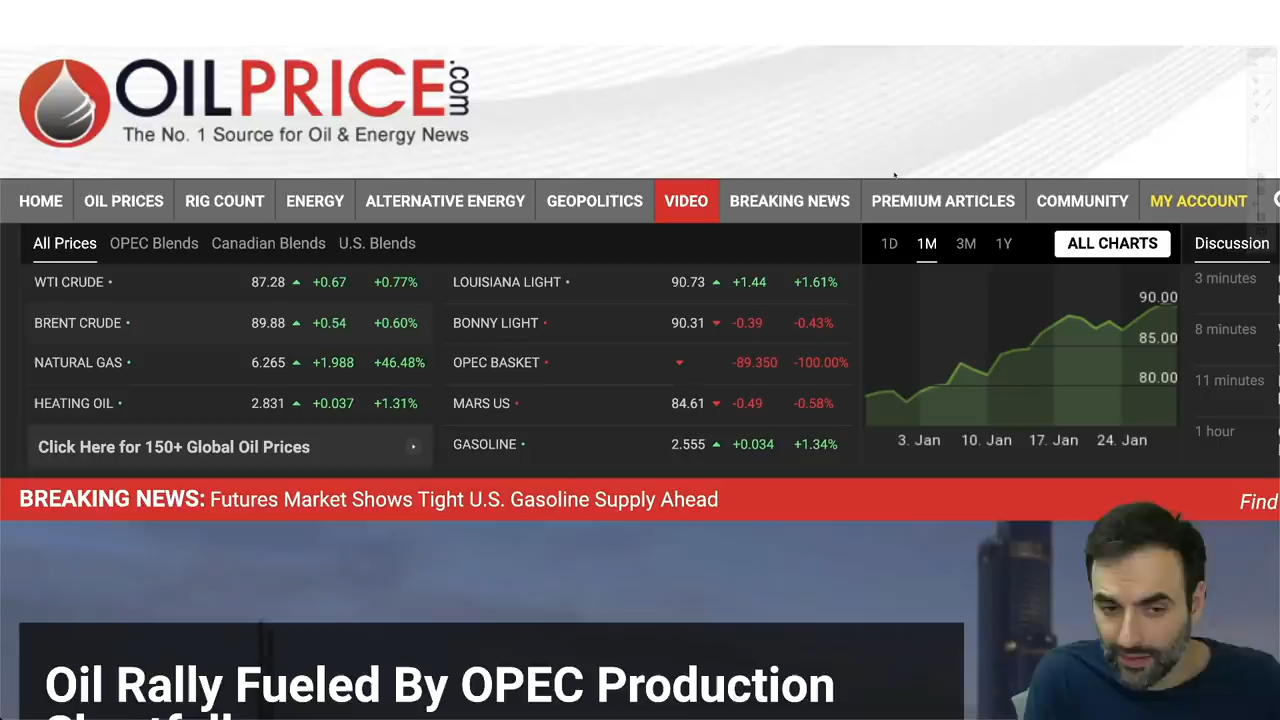 OILPRICE.com
The No. 1 Source for Oil & Energy News
HOME OIL PRICES RIG COUNT ENERGY ALTERNATIVE ENERGY GEOPOLITICS VIDEO BREAKING NEWS PREMIUM ARTICLES COMMUNITY MY ACCOUNT
All Prices OPEC Blends Canadian Blends U.S. Blends
WTI CRUDE • 87.28 +0.67 +0.77%
BRENT CRUDE • 89.88 +0.54 +0.60%
NATURAL GAS • 6.265 +1.988 +46.48%
HEATING OIL • 2.831 +0.037 +1.31%
Click Here for 150+ Global Oil Prices
LOUISIANA LIGHT • 90.73 +1.44 +1.61%
BONNY LIGHT • 90.31 -0.39 -0.43%
OPEC BASKET • -89.350 -100.00%
MARS US • 84.61 -0.49 -0.58%
GASOLINE • 2.555 +0.034 +1.34%
1D 1M 3M 1Y ALL CHARTS
90.00
85.00
80.00
3. Jan 10. Jan 17. Jan 24. Jan
Discussion
3 minutes
8 minutes
11 minutes
1 hour
BREAKING NEWS: Futures Market Shows Tight U.S. Gasoline Supply Ahead
Find
Oil Rally Fueled By OPEC Production